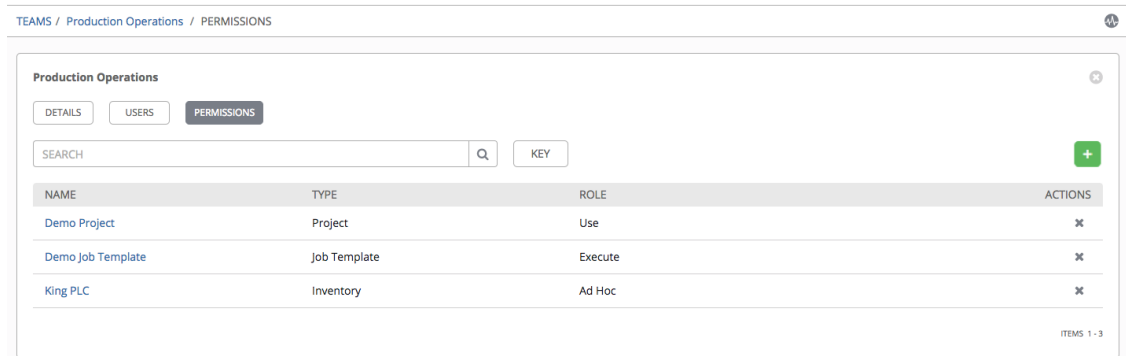 TEAMS / Production Operations / PERMISSIONS
Production Operations
DETAILS USERS PERMISSIONS
SEARCH KEY
NAME TYPE ROLE ACTIONS
Demo Project Project Use
Demo Job Template Job Template Execute
King PLC Inventory Ad Hoc
ITEMS 1 - 3